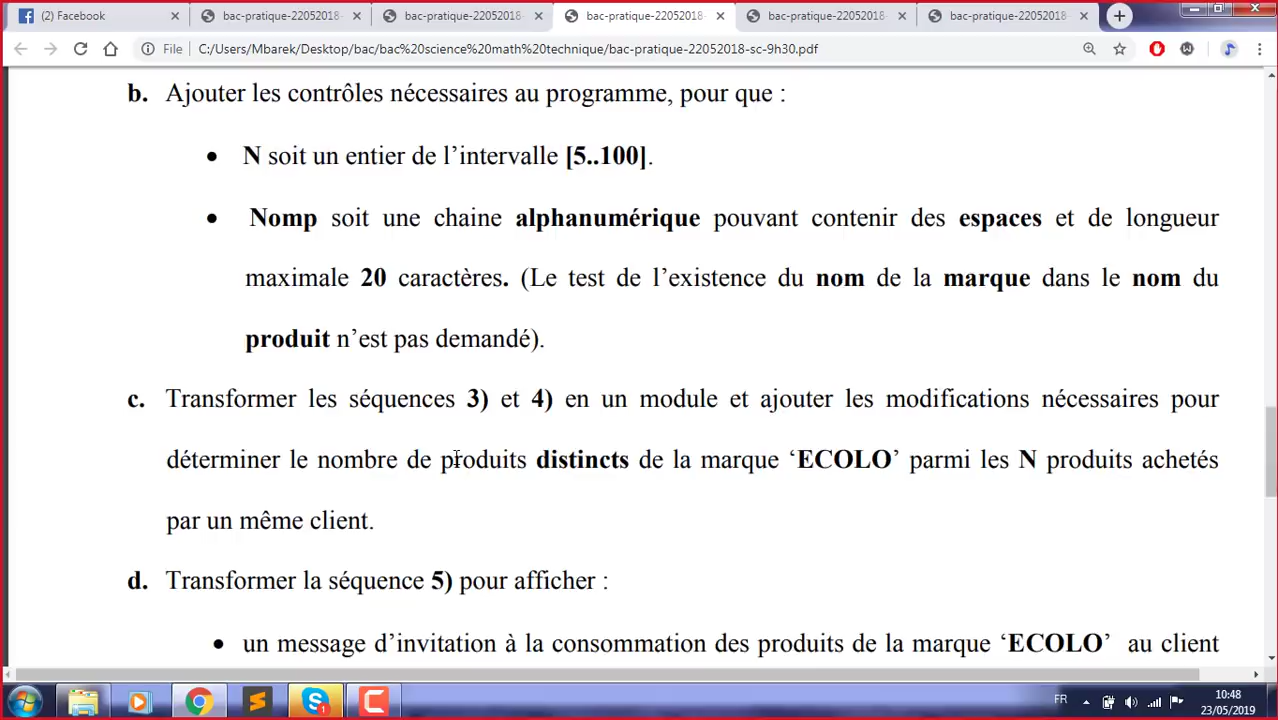 (2) Facebook
bac-pratique-22052018-
bac-pratique-22052018-
bac-pratique-22052018-
bac-pratique-22052018-
bac-pratique-22052018-
File C:/Users/Mbarek/Desktop/bac/bac%20science%20math%20technique/bac-pratique-22052018-sc-9h30.pdf
b. Ajouter les contrôles nécessaires au programme, pour que :
• N soit un entier de l’intervalle [5..100].
• Nomp soit une chaine alphanumérique pouvant contenir des espaces et de longueur
maximale 20 caractères. (Le test de l’existence du nom de la marque dans le nom du
produit n’est pas demandé).
c. Transformer les séquences 3) et 4) en un module et ajouter les modifications nécessaires pour
déterminer le nombre de produits distincts de la marque ‘ECOLO’ parmi les N produits achetés
par un même client.
d. Transformer la séquence 5) pour afficher :
• un message d’invitation à la consommation des produits de la marque ‘ECOLO’ au client
FR 10:48
23/05/2019